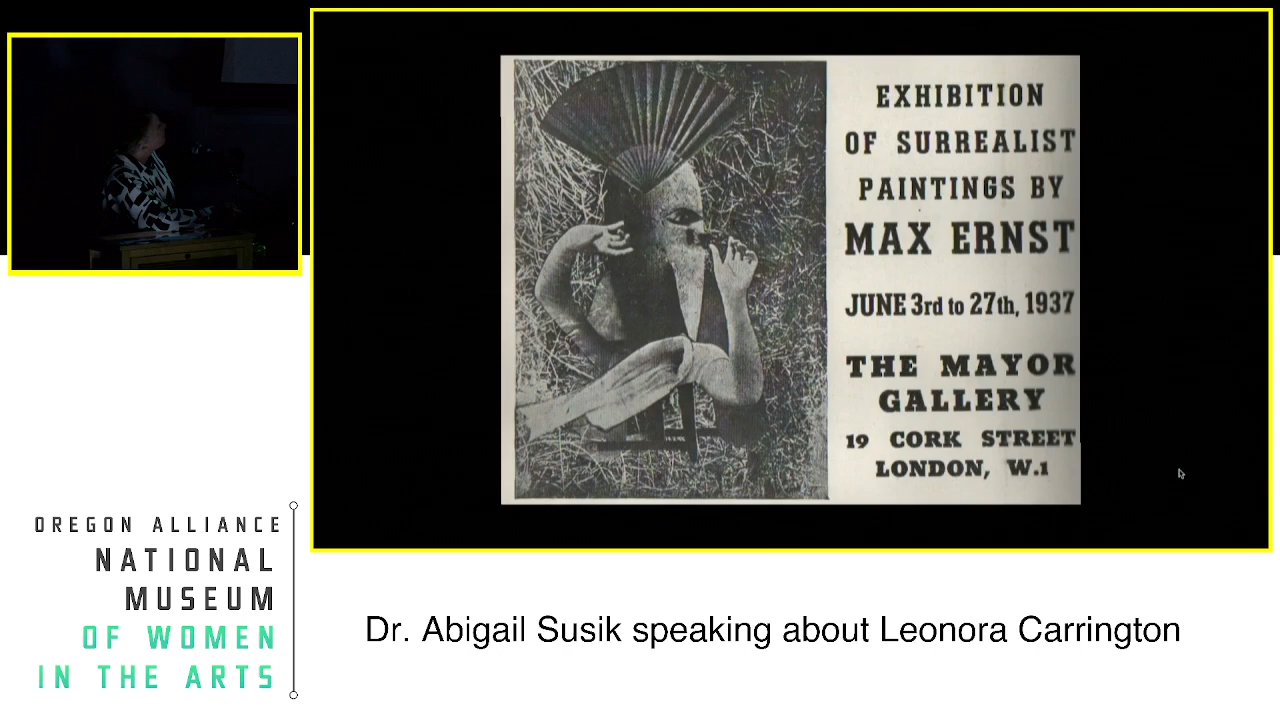 EXHIBITION
OF SURREALIST
PAINTINGS BY
MAX ERNST
JUNE 3rd to 27th, 1937
THE MAYOR
GALLERY
19 CORK STREET
LONDON, W.1
OREGON ALLIANCE
NATIONAL
MUSEUM
OF WOMEN
IN THE ARTS
Dr. Abigail Susik speaking about Leonora Carrington